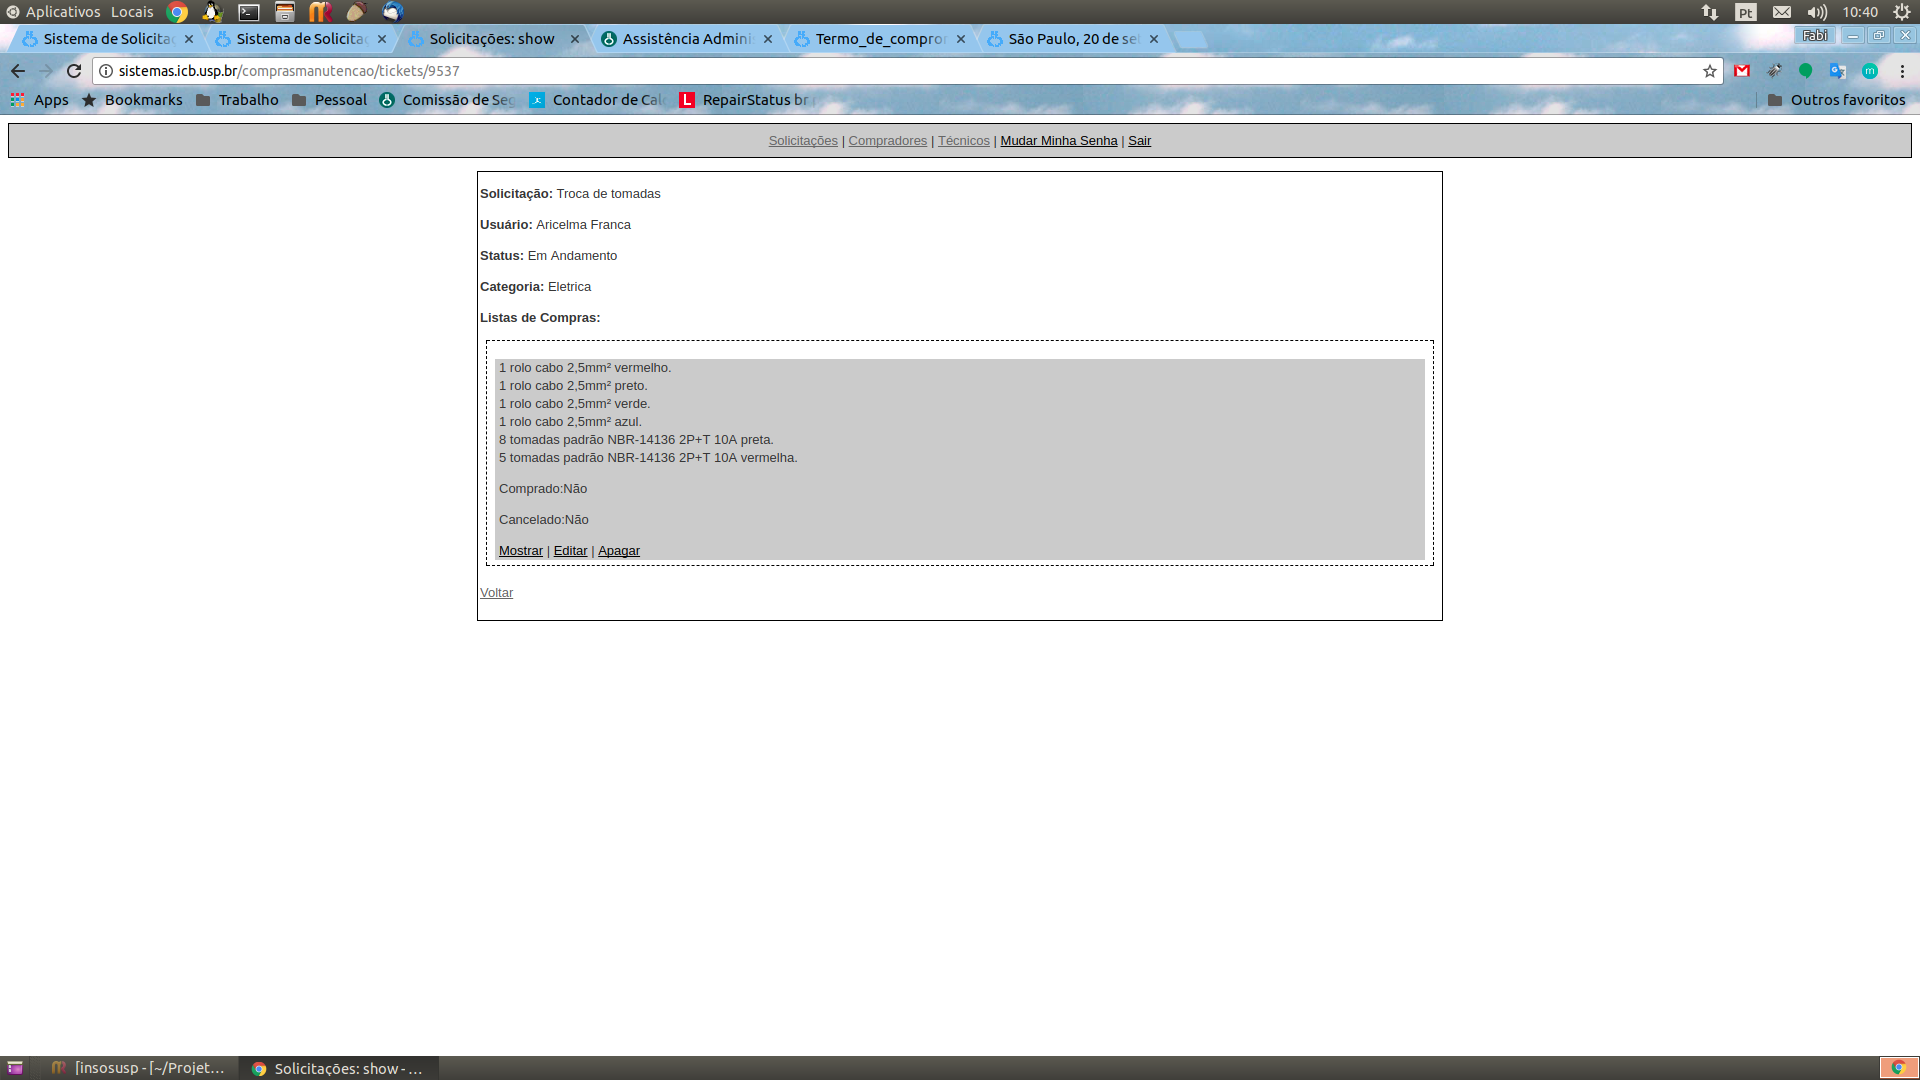 Aplicativos Locais Pt 10:40
Sistema de Solicita Sistema de Solicita Solicitações: show Assistência Adminis Termo_de_compro São Paulo, 20 de se Fabi
sistemas.icb.usp.br/comprasmanutencao/tickets/9537
Apps Bookmarks Trabalho Pessoal Comissão de Seg Contador de Calo L RepairStatus br Outros favoritos
Solicitações | Compradores | Técnicos | Mudar Minha Senha | Sair
Solicitação: Troca de tomadas
Usuário: Aricelma Franca
Status: Em Andamento
Categoria: Eletrica
Listas de Compras:
1 rolo cabo 2,5mm² vermelho.
1 rolo cabo 2,5mm² preto.
1 rolo cabo 2,5mm² verde.
1 rolo cabo 2,5mm² azul.
8 tomadas padrão NBR-14136 2P+T 10A preta.
5 tomadas padrão NBR-14136 2P+T 10A vermelha.
Comprado:Não
Cancelado:Não
Mostrar | Editar | Apagar
Voltar
[insosusp - [~/Projet... Solicitações: show - ...